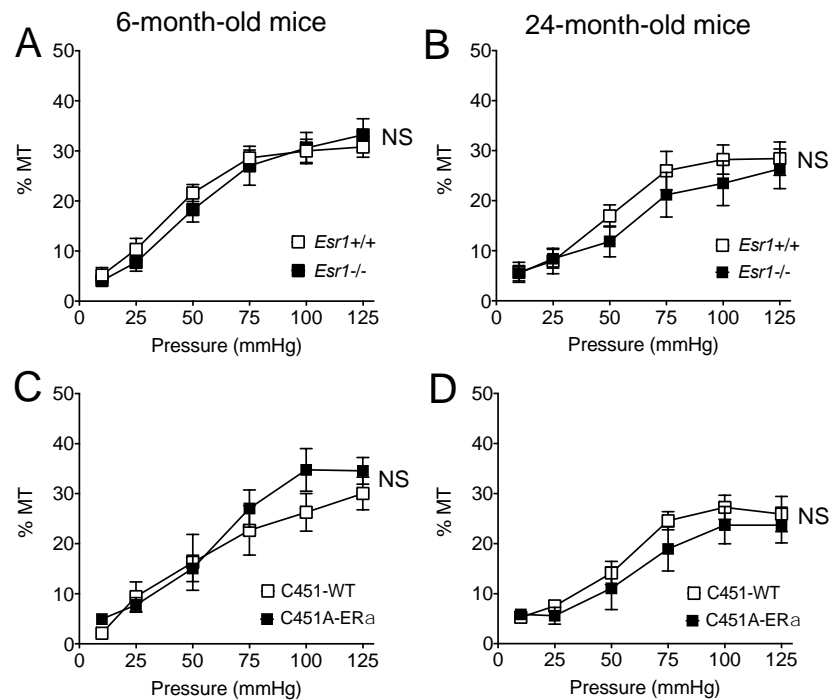 6-month-old mice
24-month-old mice
A
50
40
30
20
10
0
% MT
NS
Esr1+/+
Esr1-/-
0 25 50 75 100 125
Pressure (mmHg)
B
50
40
30
20
10
0
% MT
NS
Esr1+/+
Esr1-/-
0 25 50 75 100 125
Pressure (mmHg)
C
50
40
30
20
10
0
% MT
NS
C451-WT
C451A-ERa
0 25 50 75 100 125
Pressure (mmHg)
D
50
40
30
20
10
0
% MT
NS
C451-WT
C451A-ERa
0 25 50 75 100 125
Pressure (mmHg)